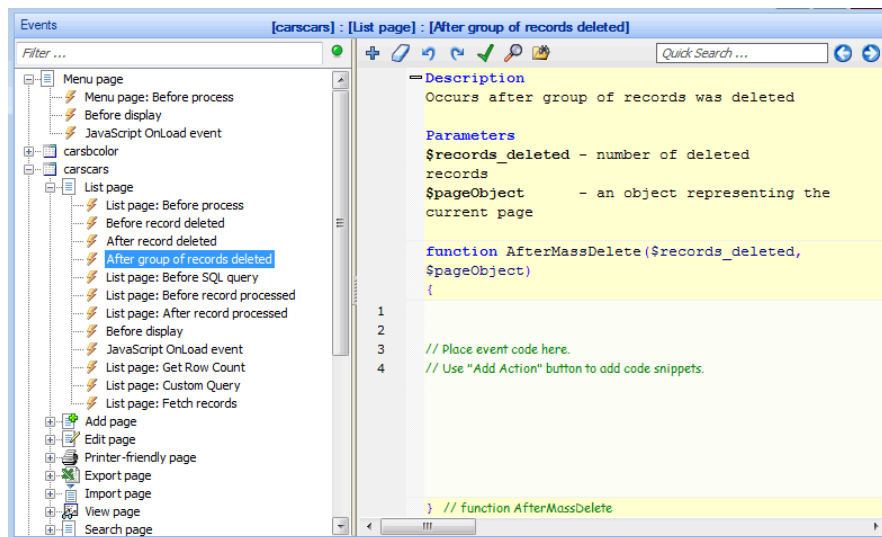 Events
[carscars] : [List page] : [After group of records deleted]
Filter ...
Quick Search ...
Menu page
Menu page: Before process
Before display
JavaScript OnLoad event
carsbcolor
carscars
List page
List page: Before process
Before record deleted
After record deleted
After group of records deleted
List page: Before SQL query
List page: Before record processed
List page: After record processed
Before display
JavaScript OnLoad event
List page: Get Row Count
List page: Custom Query
List page: Fetch records
Add page
Edit page
Printer-friendly page
Export page
Import page
View page
Search page
Description
Occurs after group of records was deleted
Parameters
$records_deleted - number of deleted
records
$pageObject - an object representing the
current page
function AfterMassDelete($records_deleted,
$pageObject)
{
1
2
3 // Place event code here.
4 // Use "Add Action" button to add code snippets.
} // function AfterMassDelete